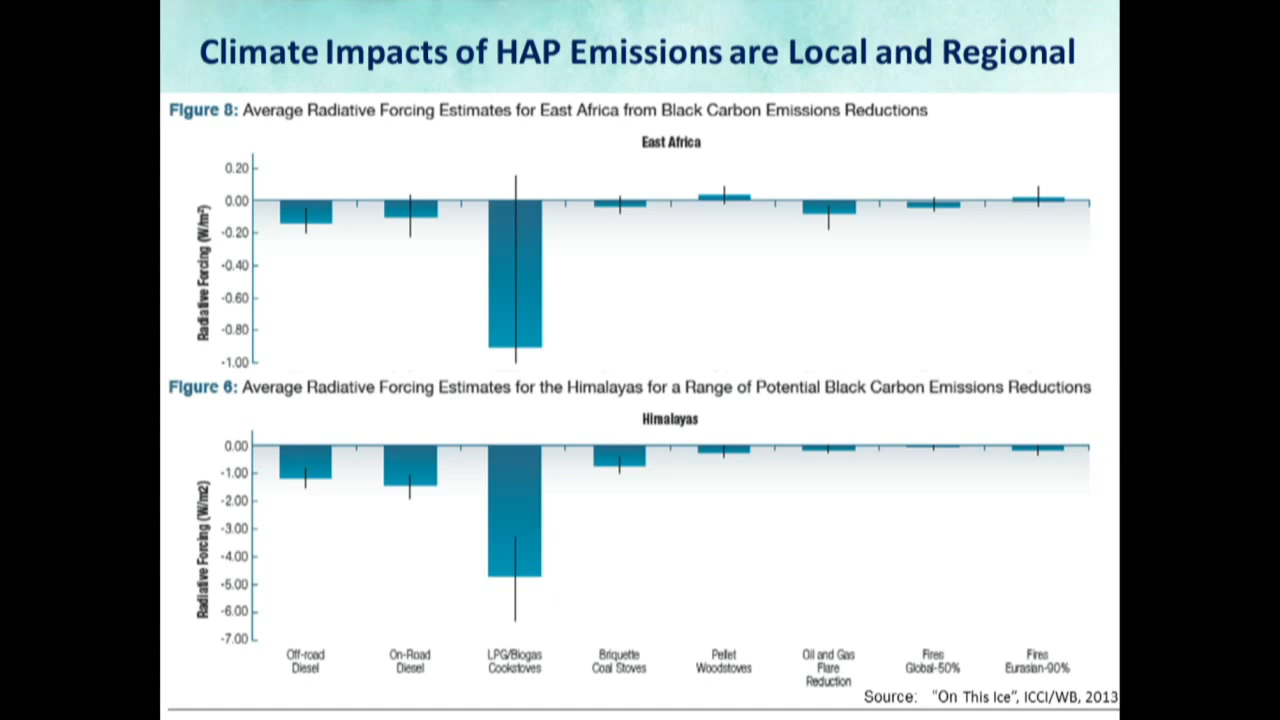 Climate Impacts of HAP Emissions are Local and Regional
Figure 8: Average Radiative Forcing Estimates for East Africa from Black Carbon Emissions Reductions
East Africa
Radiative Forcing (W/m²)
0.20
0.00
-0.20
-0.40
-0.60
-0.80
-1.00
Figure 6: Average Radiative Forcing Estimates for the Himalayas for a Range of Potential Black Carbon Emissions Reductions
Himalayas
Radiative Forcing (W/m2)
0.00
-1.00
-2.00
-3.00
-4.00
-5.00
-6.00
-7.00
Off-road
Diesel
On-Road
Diesel
LPG/Biogas
Cookstoves
Briquette
Coal Stoves
Pellet
Woodstoves
Oil and Gas
Flare
Reduction
Fires
Global-50%
Fires
Eurasian-90%
Source: "On This Ice", ICCI/WB, 2013